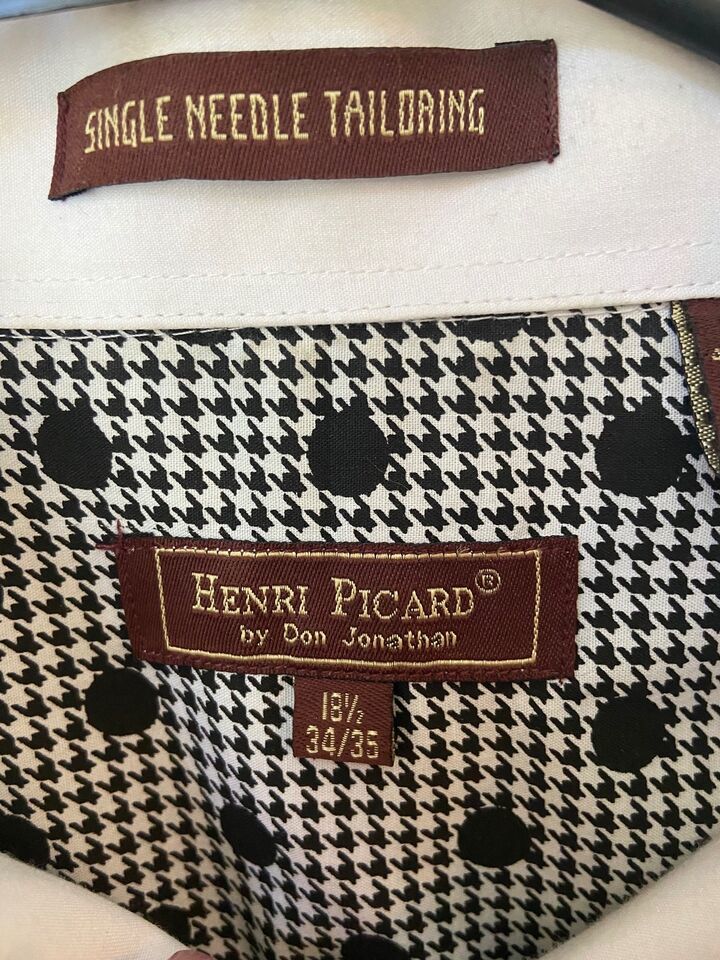 SINGLE NEEDLE TAILORING
HENRI PICARD®
by Don Jonathan
18½
34/35